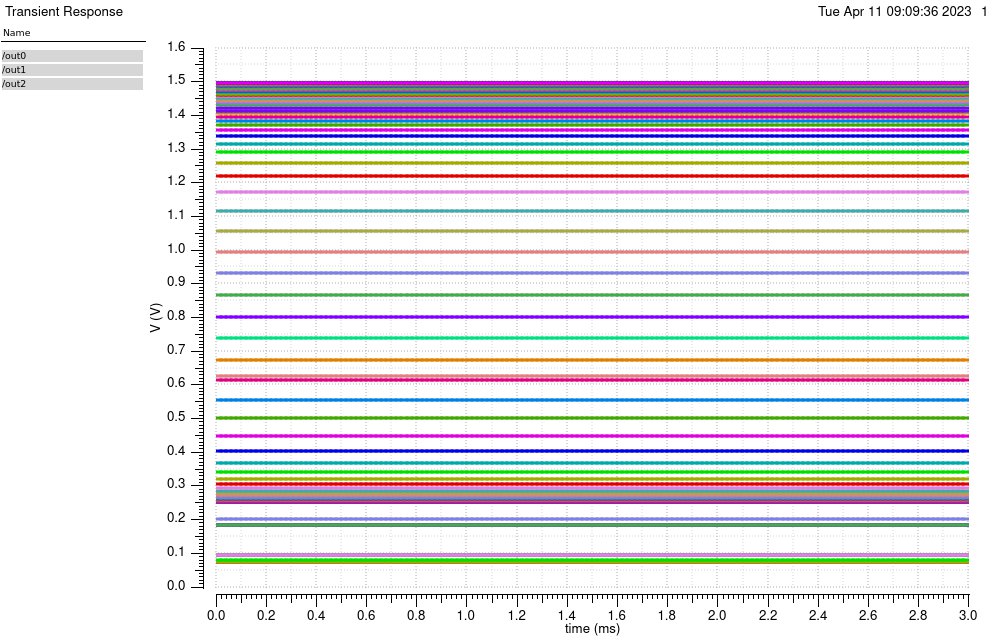 Transient Response
Tue Apr 11 09:09:36 2023 1
Name
/out0
/out1
/out2
V (V)
1.6
1.5
1.4
1.3
1.2
1.1
1.0
0.9
0.8
0.7
0.6
0.5
0.4
0.3
0.2
0.1
0.0
0.0 0.2 0.4 0.6 0.8 1.0 1.2 1.4 1.6 1.8 2.0 2.2 2.4 2.6 2.8 3.0
time (ms)